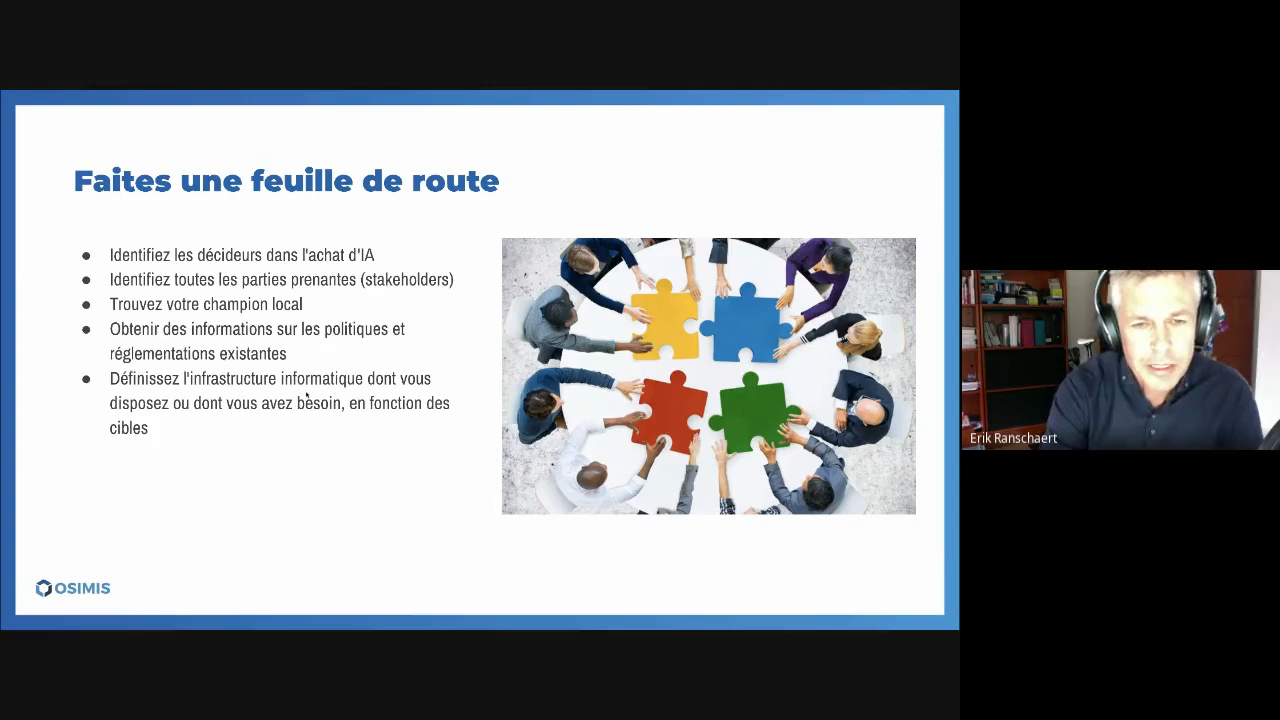 Faites une feuille de route
● Identifiez les décideurs dans l'achat d'IA
● Identifiez toutes les parties prenantes (stakeholders)
● Trouvez votre champion local
● Obtenir des informations sur les politiques et
réglementations existantes
● Définissez l'infrastructure informatique dont vous
disposez ou dont vous avez besoin, en fonction des
cibles
OSIMIS
Erik Ranschaert